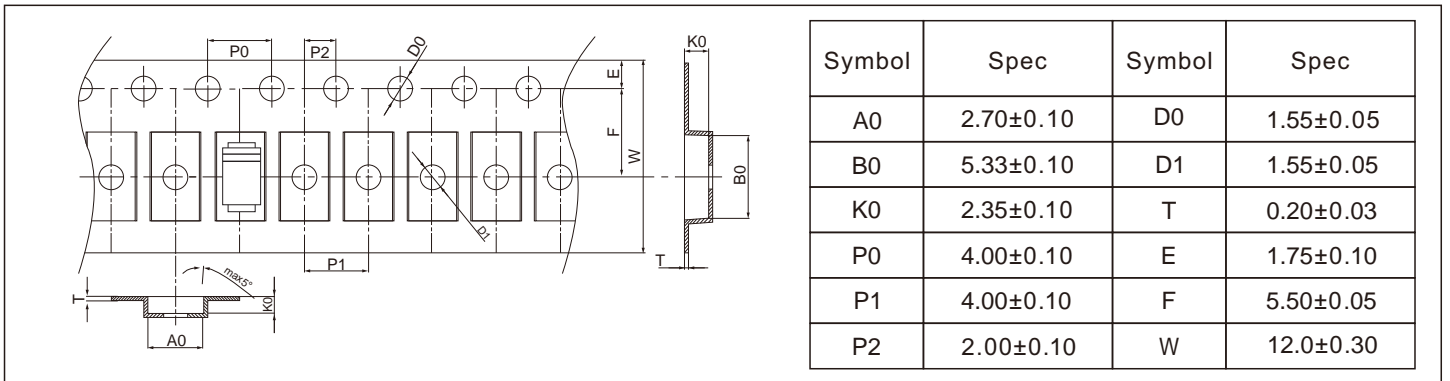 P0
P2
D0
E
F
W
D1
P1
T
max5°
K0
A0
K0
B0
T
Symbol Spec Symbol Spec
A0 2.70±0.10 D0 1.55±0.05
B0 5.33±0.10 D1 1.55±0.05
K0 2.35±0.10 T 0.20±0.03
P0 4.00±0.10 E 1.75±0.10
P1 4.00±0.10 F 5.50±0.05
P2 2.00±0.10 W 12.0±0.30